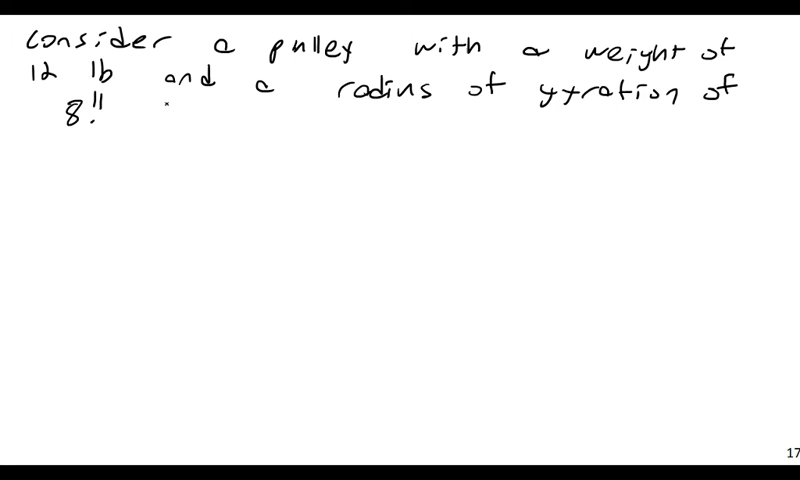 consider a pulley with a weight of
12 lb and a radius of gyration of
8".
17